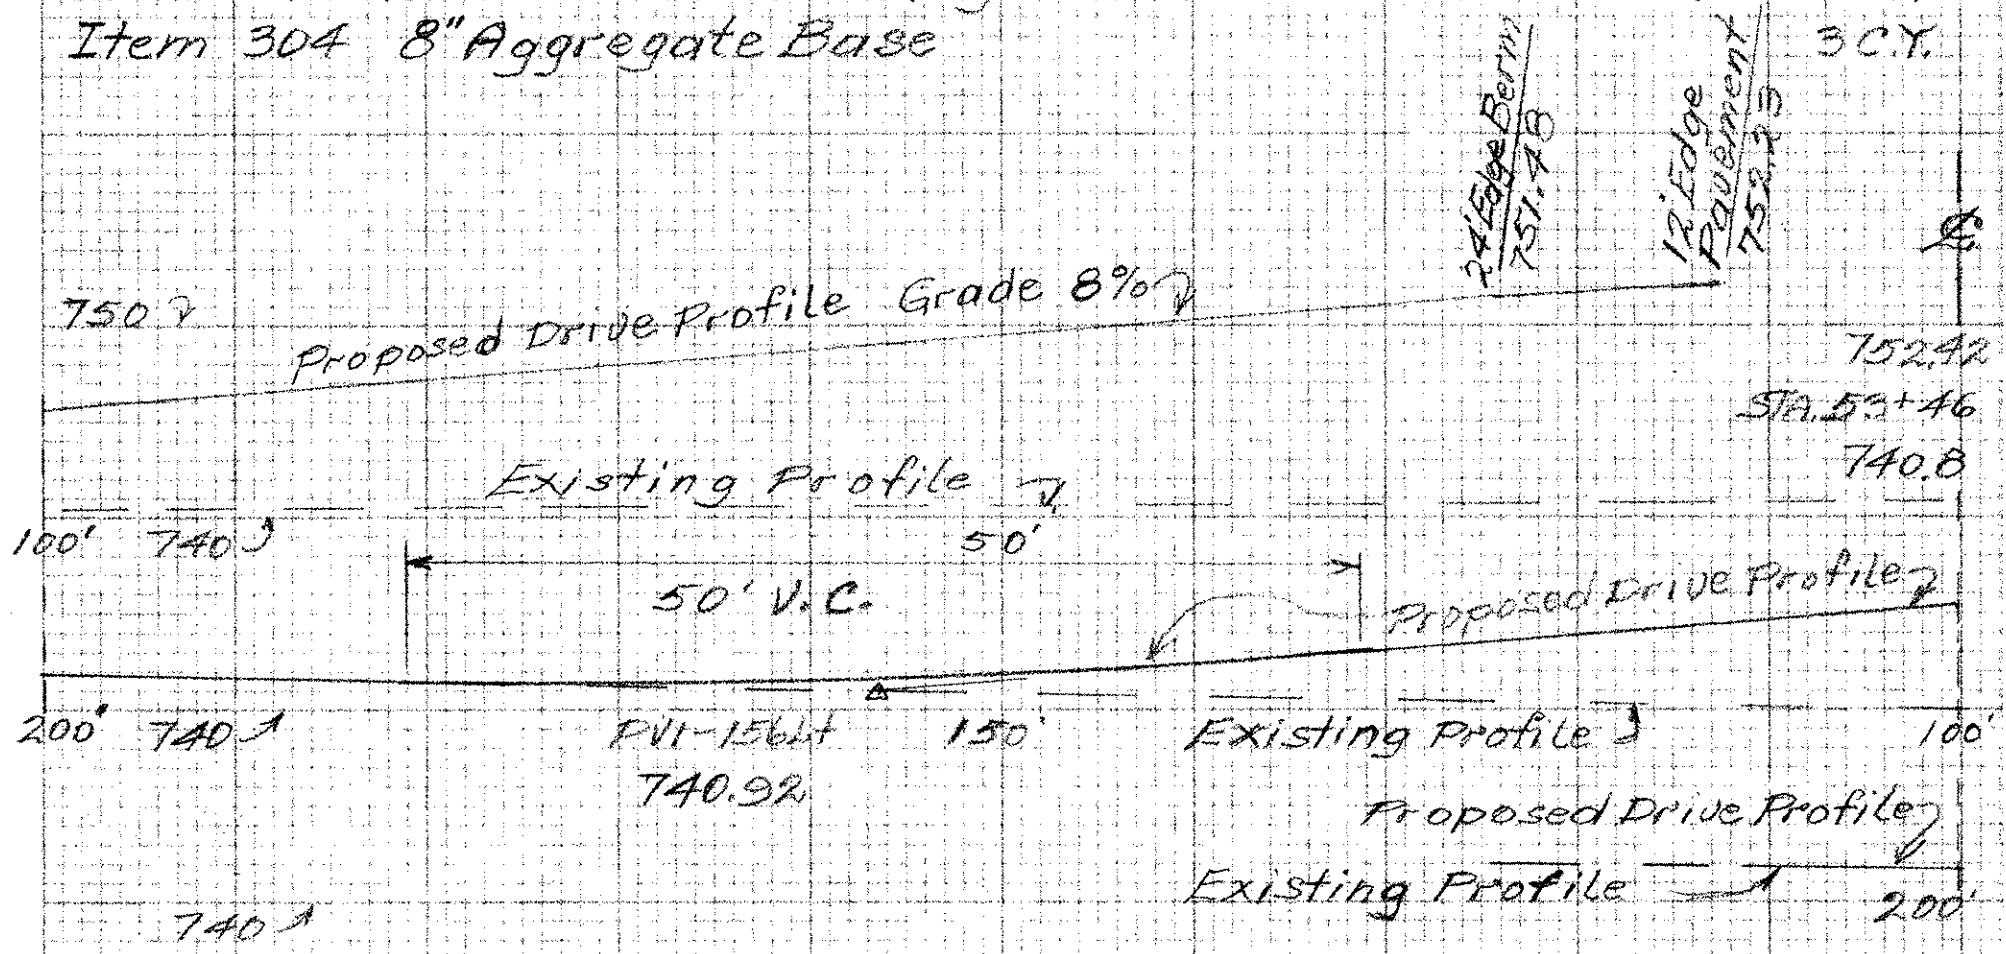 Item 304 8" Aggregate Base
3 C.Y.
24' Edge Berm
751.48
12' Edge
Pavement
752.23
℄
750
Proposed Drive Profile Grade 8%
752.42
STA. 53+46
740.8
Existing Profile
100' 740
50'
50' V.C.
Proposed Drive Profile
200' 740
PVI-156Lt
740.92
150'
Existing Profile
100'
Proposed Drive Profile
Existing Profile
200'
740